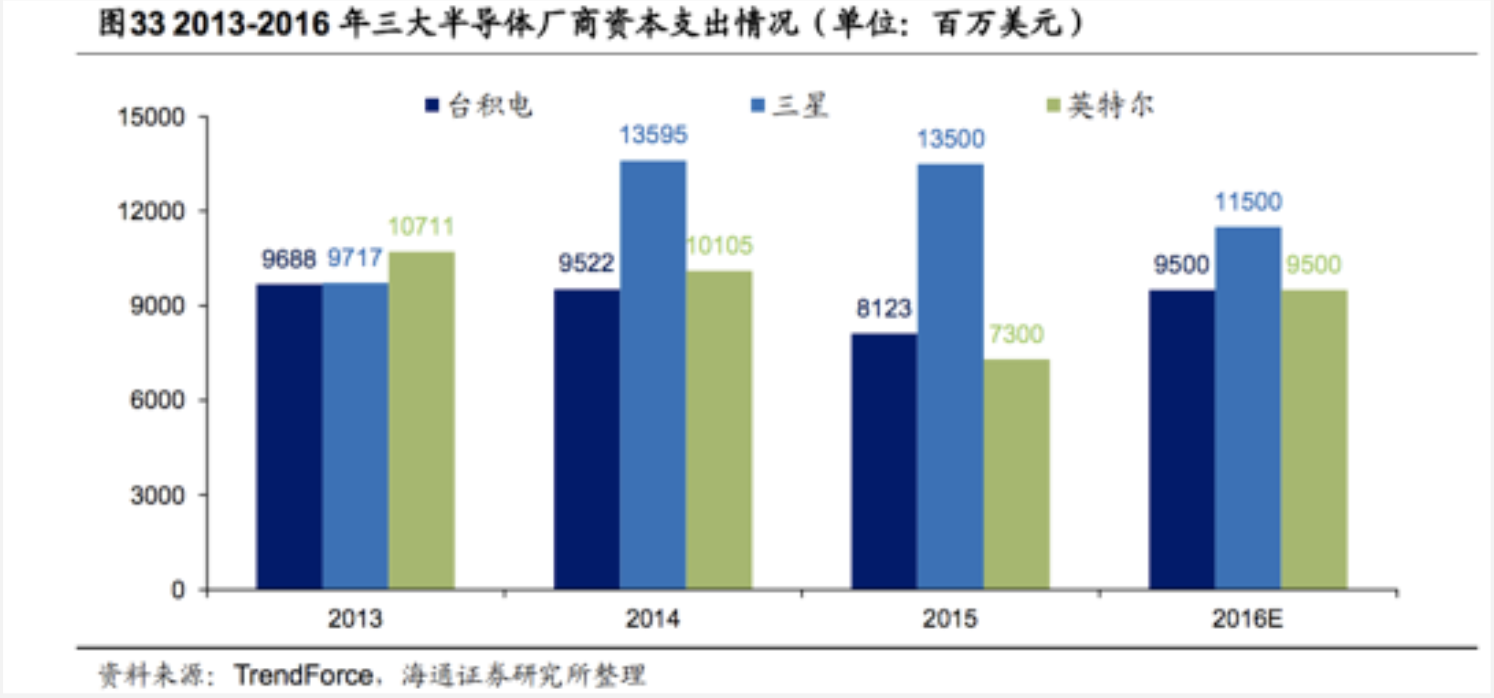 图33 2013-2016 年三大半导体厂商资本支出情况（单位：百万美元）
台积电 三星 英特尔
15000
12000
9000
6000
3000
0
9688 9717 10711
9522 13595 10105
8123 13500 7300
9500 11500 9500
2013 2014 2015 2016E
资料来源：TrendForce，海通证券研究所整理